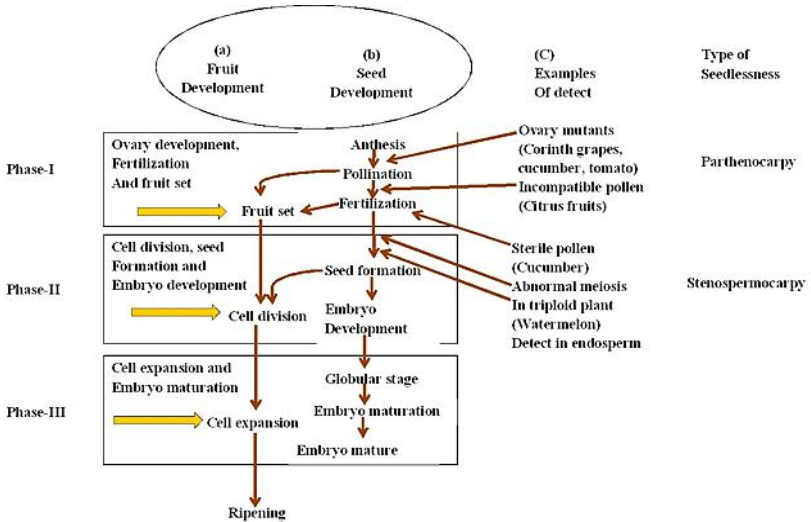 (a)
Fruit
Development
(b)
Seed
Development
(C)
Examples
Of detect
Type of
Seedlessness
Phase-I
Ovary development,
Fertilization
And fruit set
Fruit set
Anthesis
Pollination
Fertilization
Ovary mutants
(Corinth grapes,
cucumber, tomato)
Incompatible pollen
(Citrus fruits)
Parthenocarpy
Sterile pollen
(Cucumber)
Phase-II
Cell division, seed
Formation and
Embryo development
Cell division
Seed formation
Embryo
Development
Abnormal meiosis
In triploid plant
(Watermelon)
Detect in endosperm
Stenospermocarpy
Phase-III
Cell expansion and
Embryo maturation
Cell expansion
Globular stage
Embryo maturation
Embryo mature
Ripening